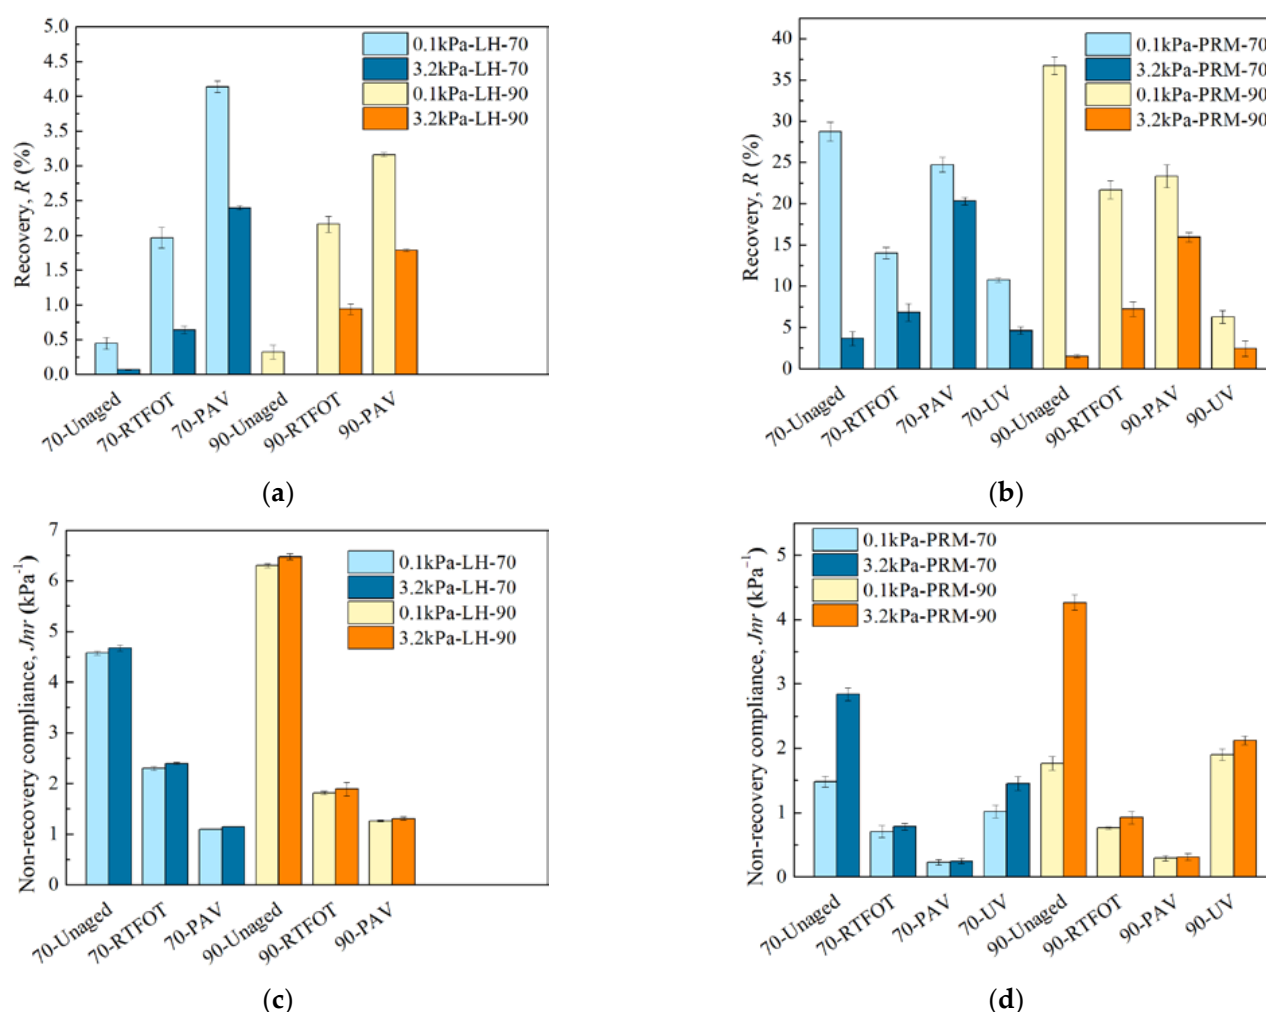 5.0
4.5
4.0
3.5
3.0
2.5
2.0
1.5
1.0
0.5
0.0
Recovery, R (%)
0.1kPa-LH-70
3.2kPa-LH-70
0.1kPa-LH-90
3.2kPa-LH-90
70-Unaged
70-RTFOT
70-PAV
90-Unaged
90-RTFOT
90-PAV
(a)
40
35
30
25
20
15
10
5
0
Recovery, R (%)
0.1kPa-PRM-70
3.2kPa-PRM-70
0.1kPa-PRM-90
3.2kPa-PRM-90
70-Unaged
70-RTFOT
70-PAV
70-UV
90-Unaged
90-RTFOT
90-PAV
90-UV
(b)
7
6
5
4
3
2
1
0
Non-recovery compliance, Jnr (kPa⁻¹)
0.1kPa-LH-70
3.2kPa-LH-70
0.1kPa-LH-90
3.2kPa-LH-90
70-Unaged
70-RTFOT
70-PAV
90-Unaged
90-RTFOT
90-PAV
(c)
5
4
3
2
1
0
Non-recovery compliance, Jnr (kPa⁻¹)
0.1kPa-PRM-70
3.2kPa-PRM-70
0.1kPa-PRM-90
3.2kPa-PRM-90
70-Unaged
70-RTFOT
70-PAV
70-UV
90-Unaged
90-RTFOT
90-PAV
90-UV
(d)